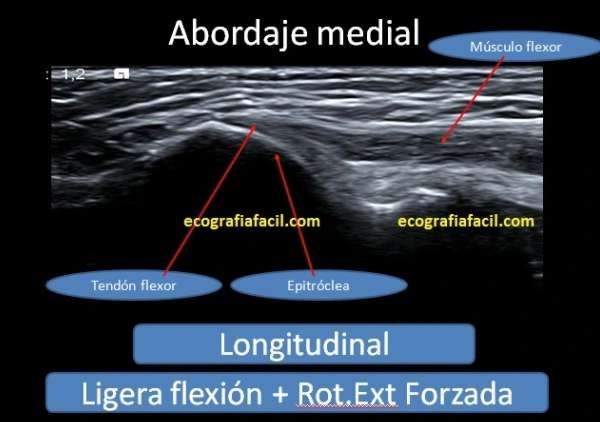 Abordaje medial
Músculo flexor
: 1,2 G
ecografiafacil.com ecografiafacil.com
Tendón flexor Epitróclea
Longitudinal
Ligera flexión + Rot.Ext Forzada